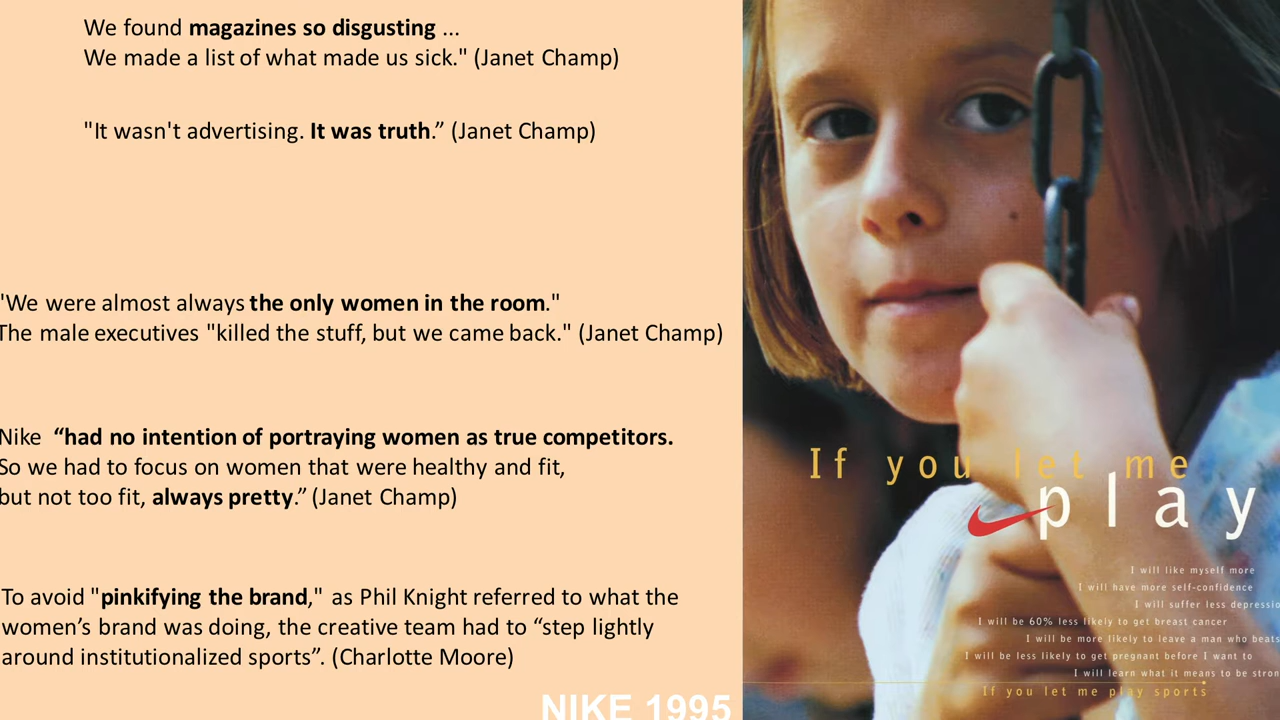 We found magazines so disgusting ...
We made a list of what made us sick." (Janet Champ)
"It wasn't advertising. It was truth.” (Janet Champ)
"We were almost always the only women in the room."
The male executives "killed the stuff, but we came back." (Janet Champ)
Nike “had no intention of portraying women as true competitors.
So we had to focus on women that were healthy and fit,
but not too fit, always pretty.” (Janet Champ)
To avoid "pinkifying the brand," as Phil Knight referred to what the
women’s brand was doing, the creative team had to “step lightly
around institutionalized sports”. (Charlotte Moore)
NIKE 1995
If you let me
play
I will like myself more
I will have more self-confidence
I will suffer less depressio
I will be 60% less likely to get breast cancer
I will be more likely to leave a man who beats
I will be less likely to get pregnant before I want to
I will learn what it means to be stron
If you let me play sports